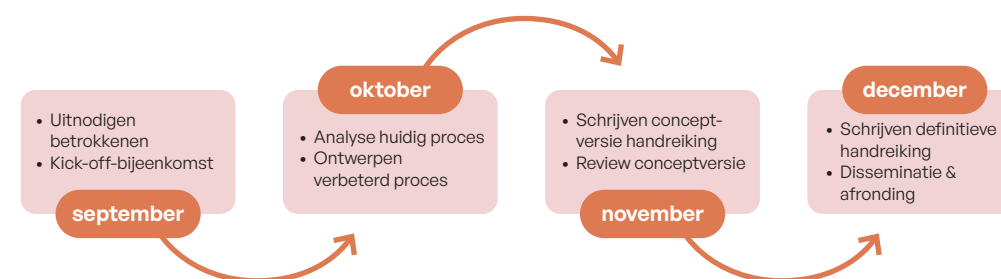 • Uitnodigen
betrokkenen
• Kick-off-bijeenkomst
september
oktober
• Analyse huidig proces
• Ontwerpen
verbeterd proces
• Schrijven concept-
versie handreiking
• Review conceptversie
november
december
• Schrijven definitieve
handreiking
• Disseminatie &
afronding